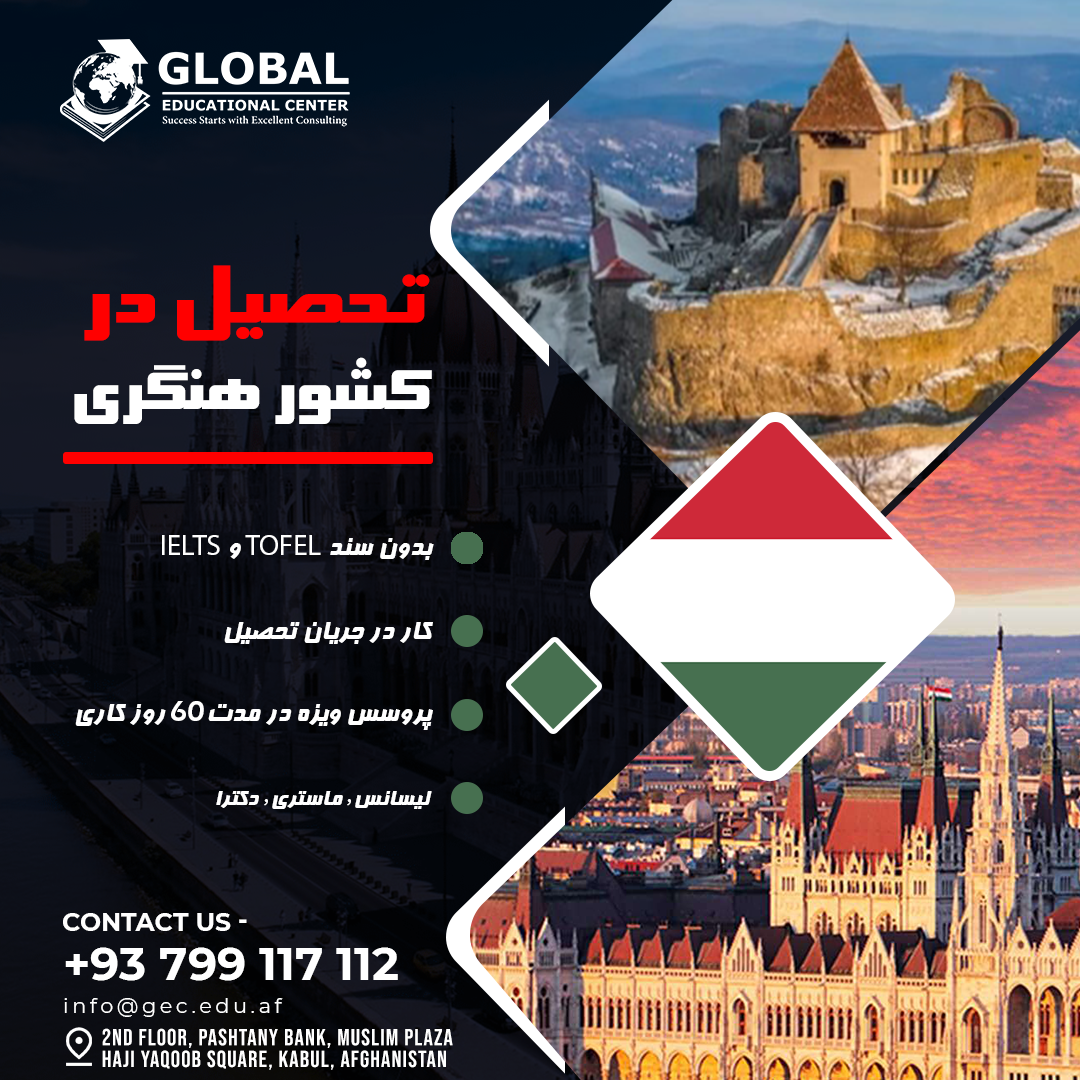 GLOBAL
EDUCATIONAL CENTER
Success Starts with Excellent Consulting
تحصیل در
کشور هنگری
بدون سند TOFEL و IELTS
کار در جریان تحصیل
پروسس ویزه در مدت 60 روز کاری
لیسانس , ماستری , دکترا
CONTACT US -
+93 799 117 112
info@gec.edu.af
2ND FLOOR, PASHTANY BANK, MUSLIM PLAZA
HAJI YAQOOB SQUARE, KABUL, AFGHANISTAN